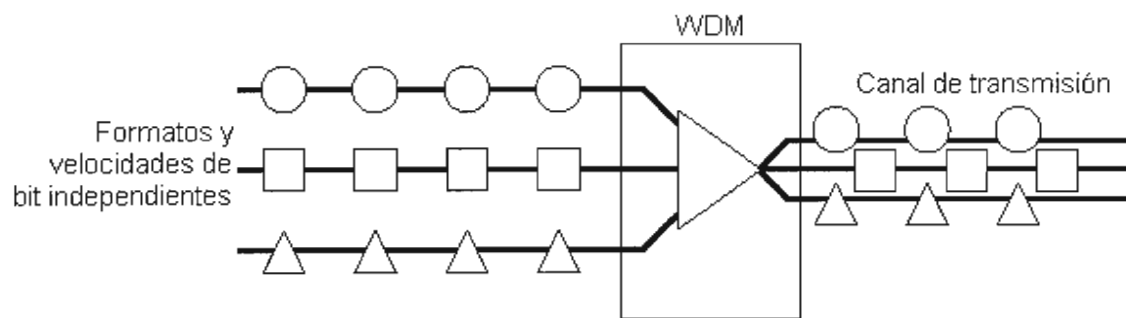 WDM
Canal de transmisión
Formatos y
velocidades de
bit independientes